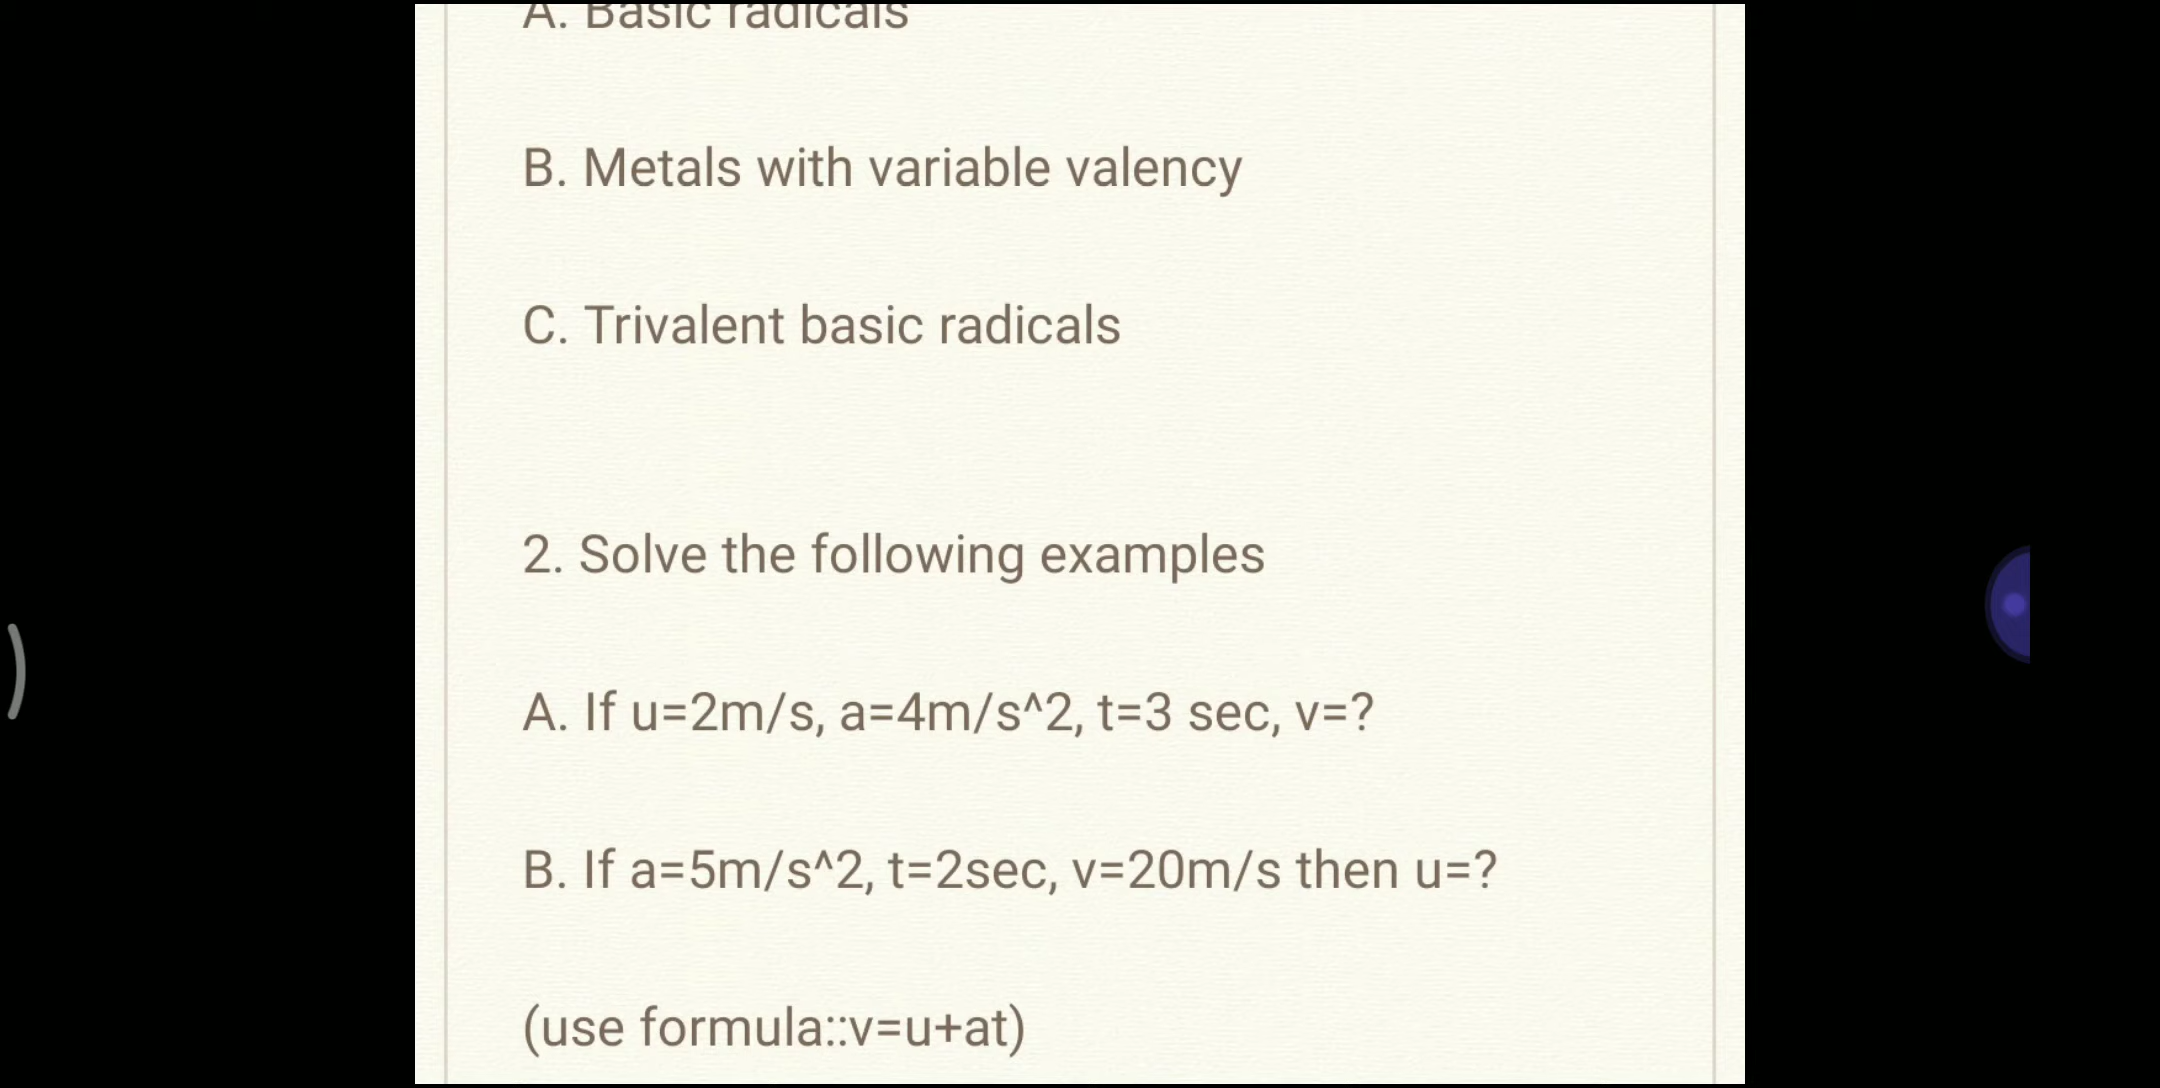 A. Basic radicals
B. Metals with variable valency
C. Trivalent basic radicals
2. Solve the following examples
A. If u=2m/s, a=4m/s^2, t=3 sec, v=?
B. If a=5m/s^2, t=2sec, v=20m/s then u=?
(use formula::v=u+at)